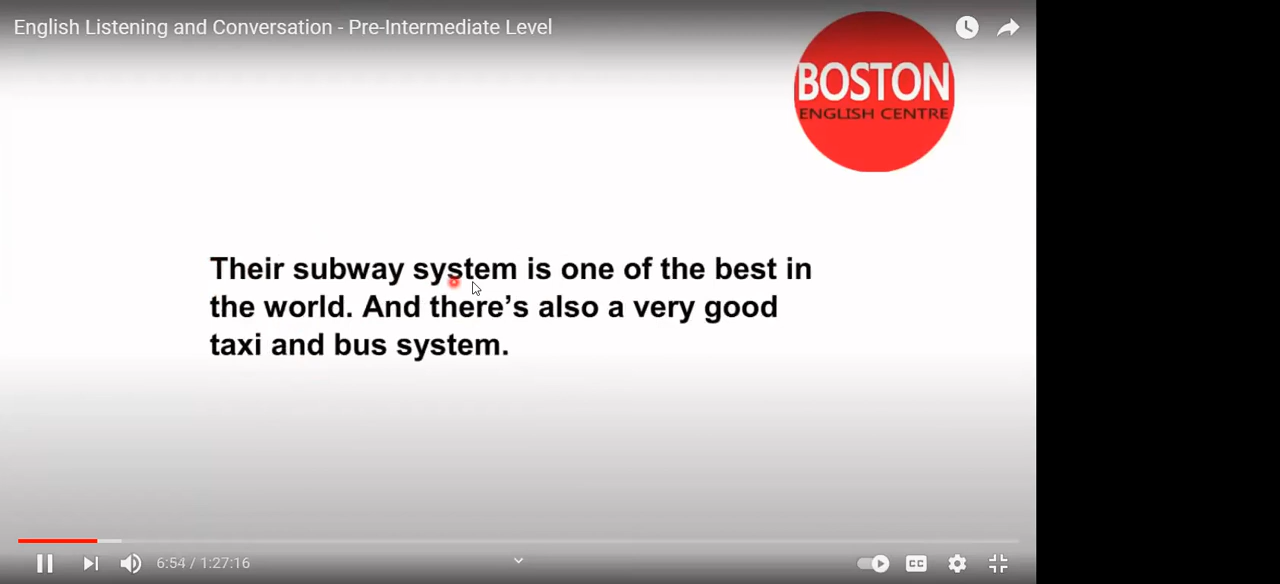 English Listening and Conversation - Pre-Intermediate Level
BOSTON
ENGLISH CENTRE
Their subway system is one of the best in
the world. And there’s also a very good
taxi and bus system.
6:54 / 1:27:16
CC